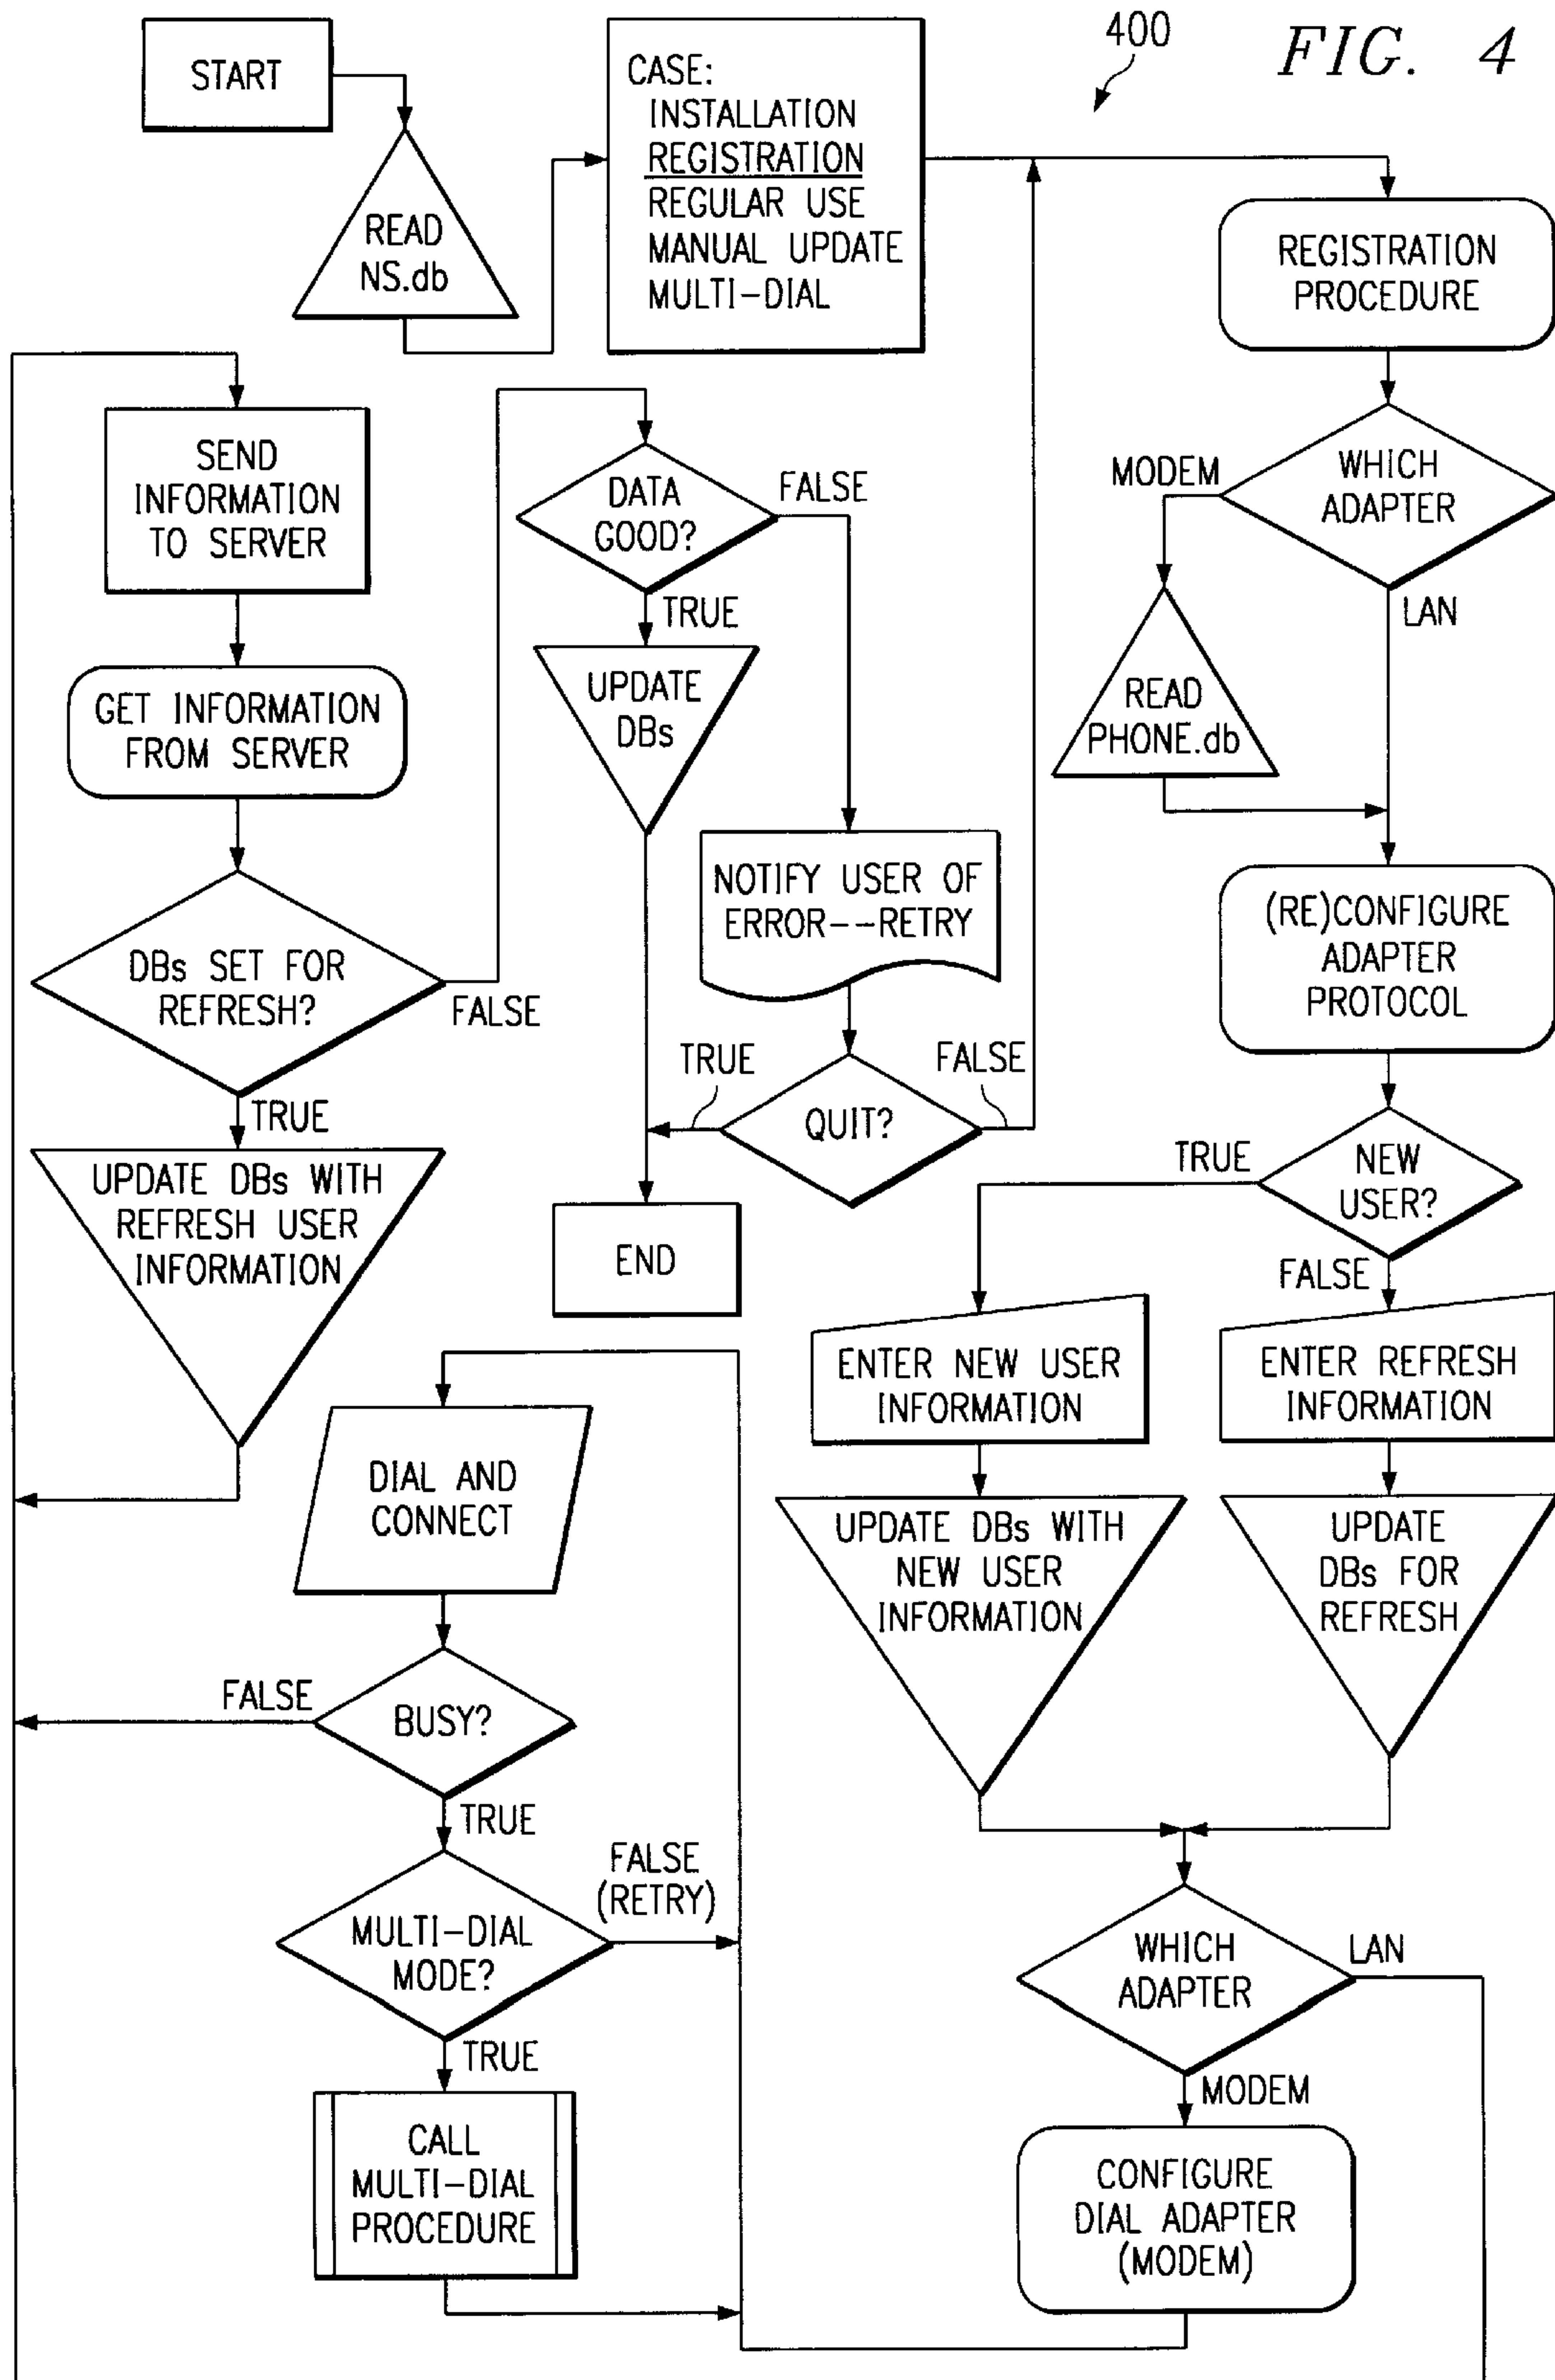 400
FIG. 4
START
CASE:
INSTALLATION
REGISTRATION
REGULAR USE
MANUAL UPDATE
MULTI-DIAL
READ
NS.db
REGISTRATION
PROCEDURE
SEND
INFORMATION
TO SERVER
DATA
GOOD?
FALSE
TRUE
MODEM
WHICH
ADAPTER
LAN
GET INFORMATION
FROM SERVER
UPDATE
DBs
READ
PHONE.db
NOTIFY USER OF
ERROR--RETRY
(RE)CONFIGURE
ADAPTER
PROTOCOL
DBs SET FOR
REFRESH?
FALSE
TRUE
TRUE
FALSE
QUIT?
TRUE
NEW
USER?
FALSE
UPDATE DBs WITH
REFRESH USER
INFORMATION
END
ENTER NEW USER
INFORMATION
ENTER REFRESH
INFORMATION
DIAL AND
CONNECT
UPDATE DBs WITH
NEW USER
INFORMATION
UPDATE
DBs FOR
REFRESH
FALSE
BUSY?
TRUE
FALSE
(RETRY)
MULTI-DIAL
MODE?
TRUE
WHICH
ADAPTER
LAN
MODEM
CALL
MULTI-DIAL
PROCEDURE
CONFIGURE
DIAL ADAPTER
(MODEM)